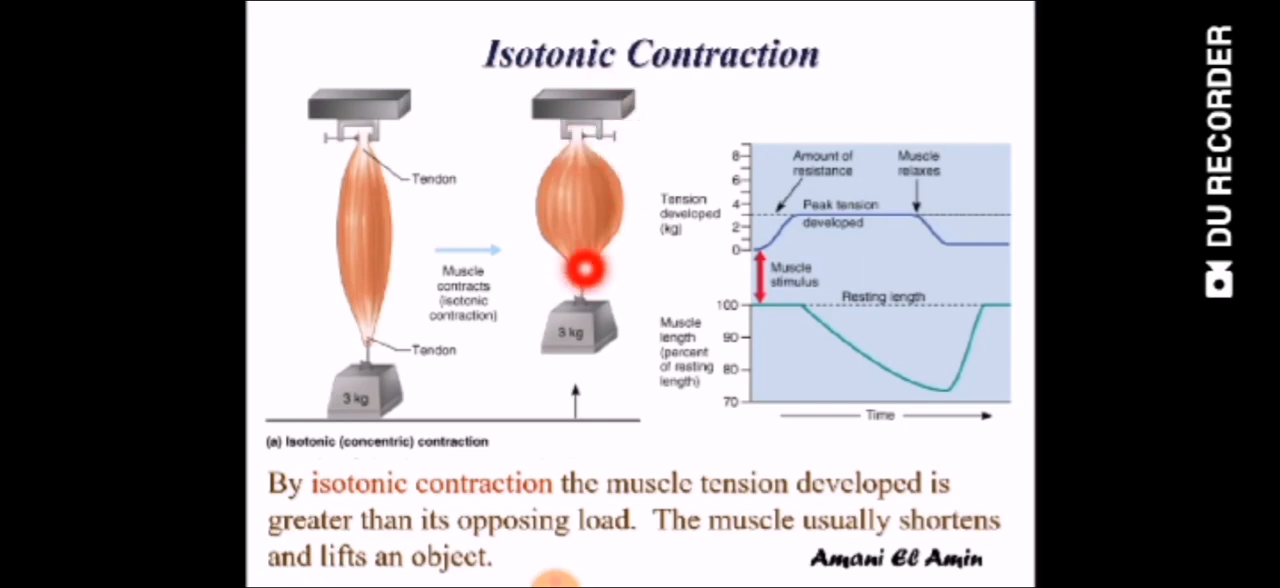 Isotonic Contraction
Tendon
Muscle
contracts
(isotonic
contraction)
Tendon
3 kg
3 kg
(a) Isotonic (concentric) contraction
Tension
developed
(kg)
8
6
4
2
0
Amount of
resistance
Muscle
relaxes
Peak tension
developed
Muscle
stimulus
Resting length
Muscle
length
(percent
of resting
length)
100
90
80
70
Time
By isotonic contraction the muscle tension developed is
greater than its opposing load. The muscle usually shortens
and lifts an object.
Amani El Amin
DU RECORDER